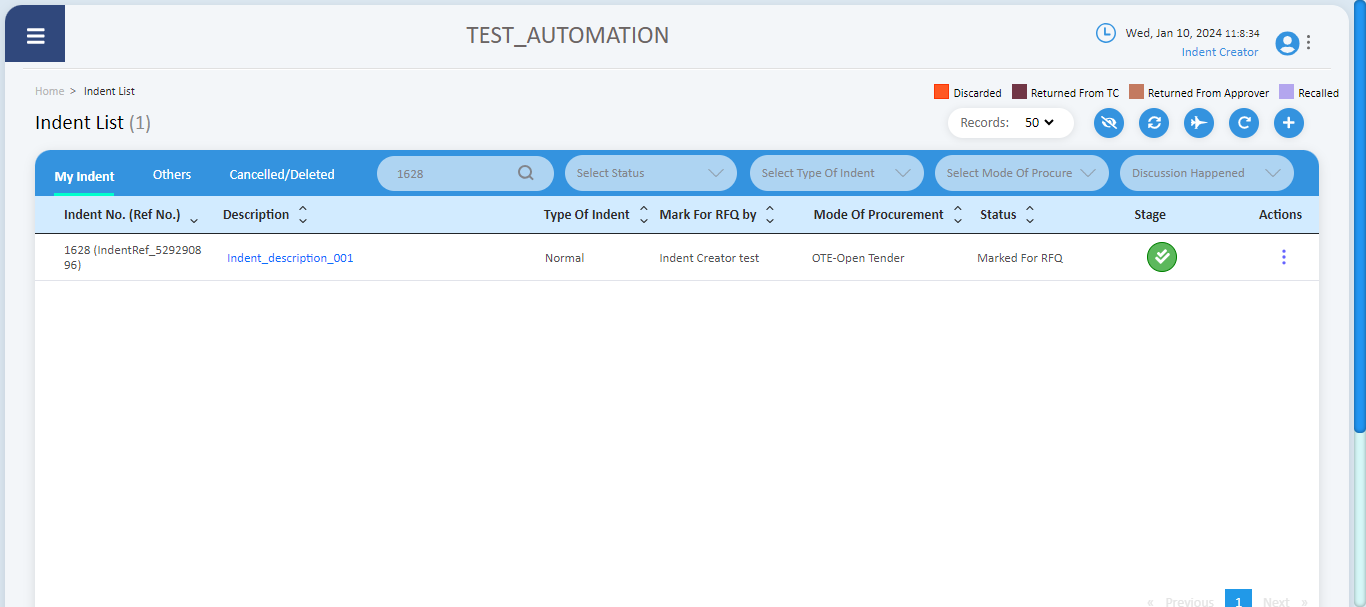 TEST_AUTOMATION
Wed, Jan 10, 2024 11:8:34
Indent Creator
Home > Indent List
Discarded Returned From TC Returned From Approver Recalled
Indent List (1)
Records: 50
My Indent Others Cancelled/Deleted 1628 Select Status Select Type Of Indent Select Mode Of Procure Discussion Happened
Indent No. (Ref No.) Description Type Of Indent Mark For RFQ by Mode Of Procurement Status Stage Actions
1628 (IndentRef_5292908
96)
Indent_description_001 Normal Indent Creator test OTE-Open Tender Marked For RFQ
« Previous 1 Next »